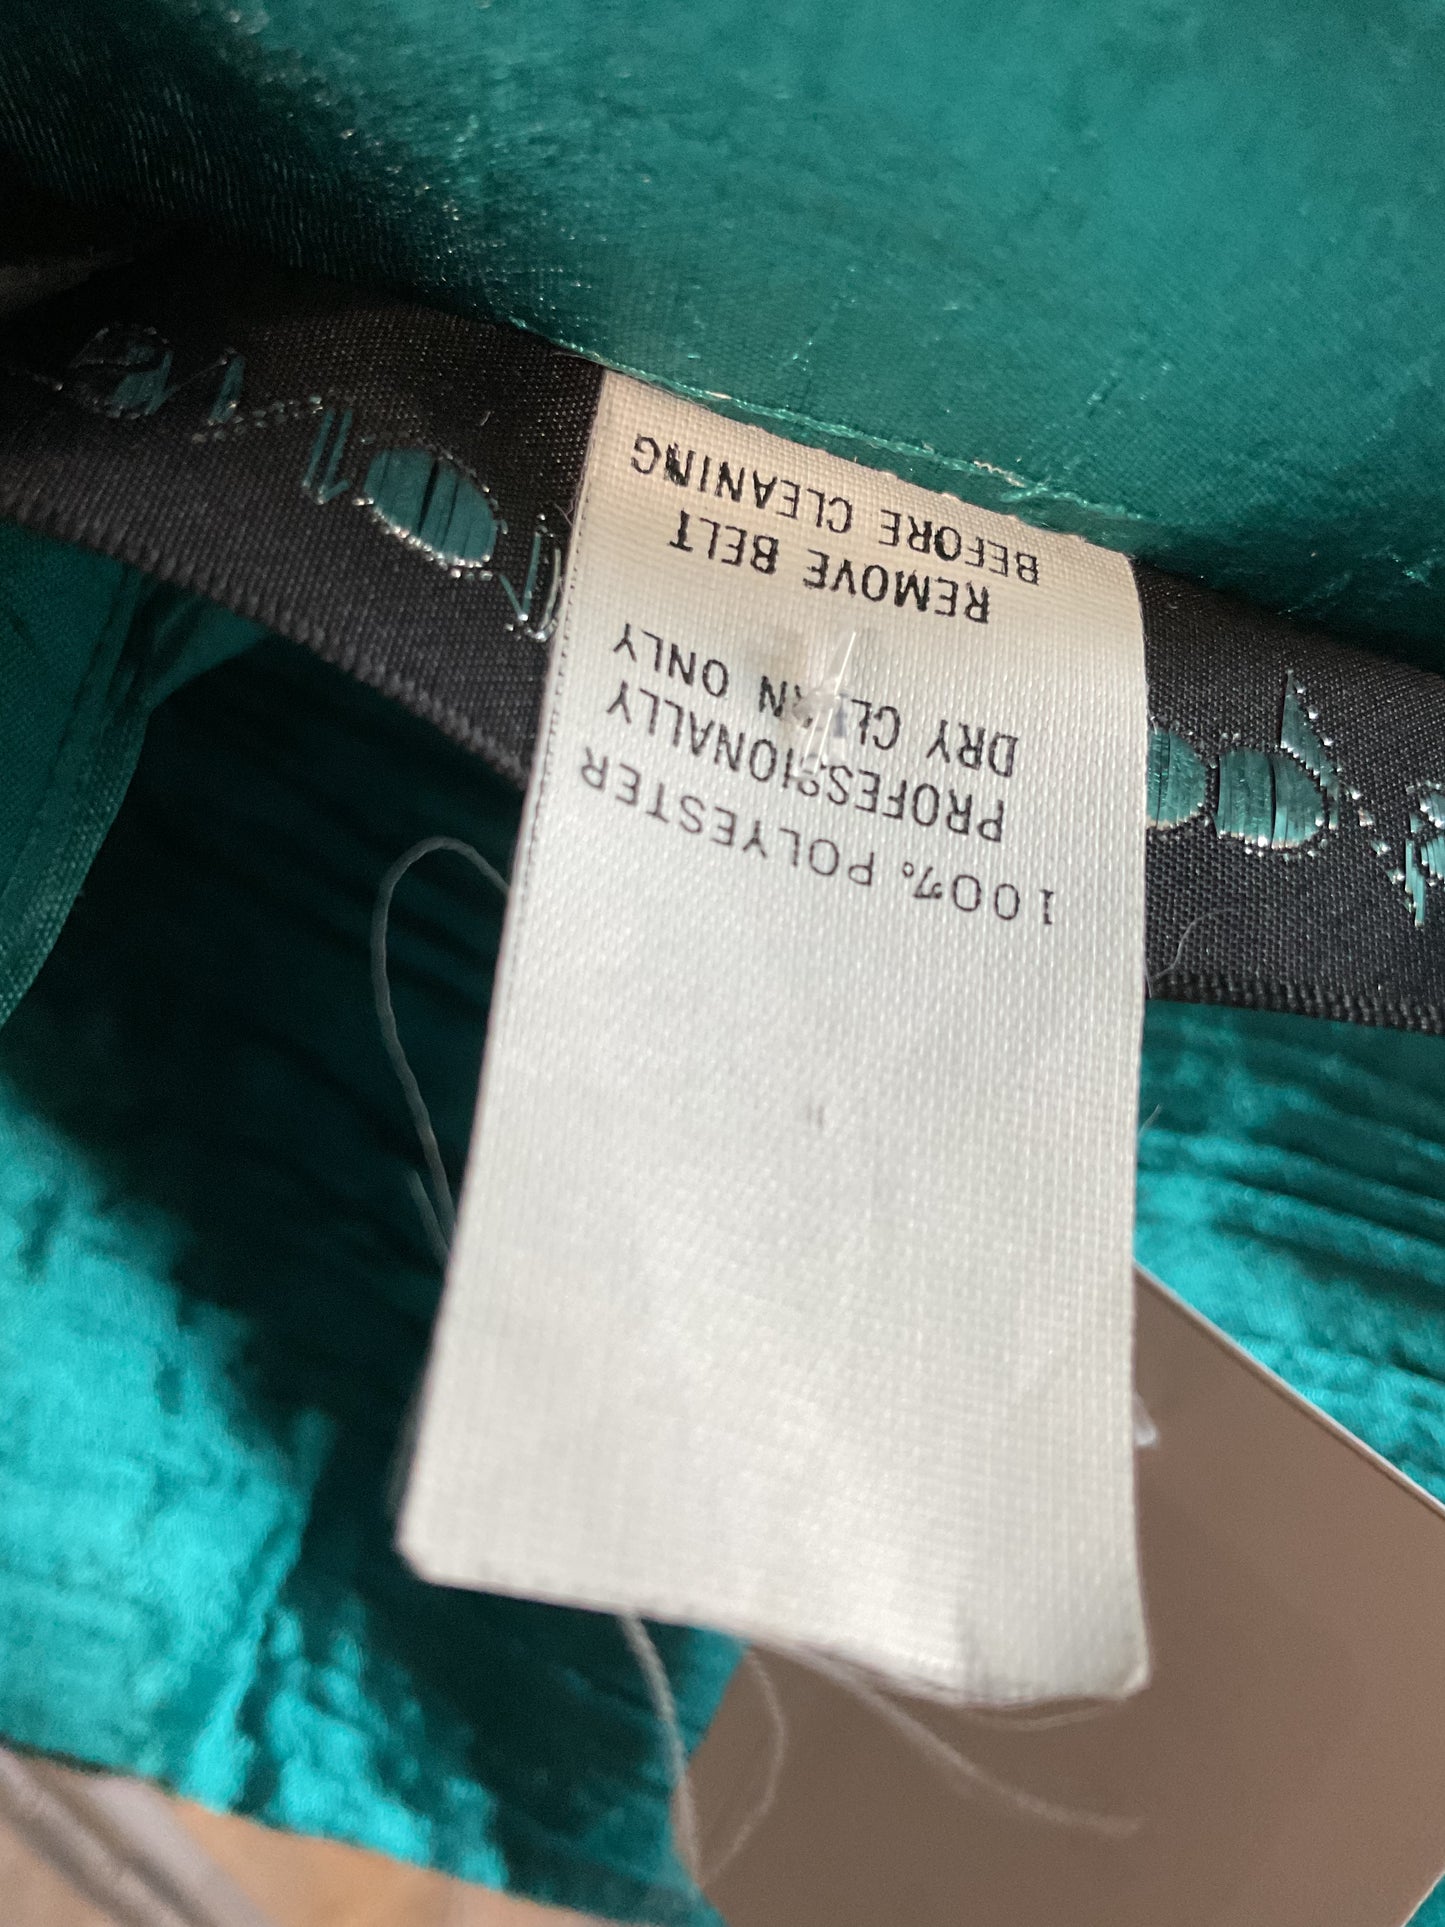 100% POLYESTER
PROFESSIONALLY
DRY CLEAN ONLY
REMOVE BELT
BEFORE CLEANING